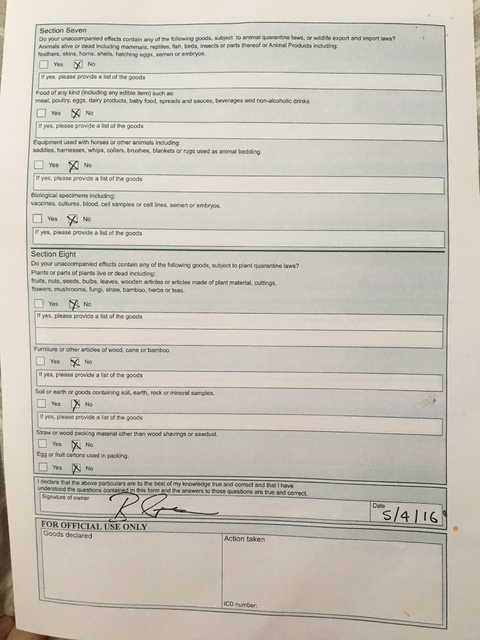 Section Seven
Do your unaccompanied effects contain any of the following goods, subject to animal quarantine laws, or wildlife export and import laws?
Animals alive or dead including mammals, reptiles, fish, birds, insects or parts thereof or Animal Products including:
feathers, skins, horns, shells, hatching eggs, semen or embryos.
Yes No
If yes, please provide a list of the goods
Food of any kind (including any edible item) such as:
meat, poultry, eggs, dairy products, baby food, spreads and sauces, beverages and non-alcoholic drinks.
Yes No
If yes, please provide a list of the goods
Equipment used with horses or other animals including:
saddles, harnesses, whips, collars, brushes, blankets or rugs used as animal bedding.
Yes No
If yes, please provide a list of the goods
Biological specimens including:
vaccines, cultures, blood, cell samples or cell lines, semen or embryos.
Yes No
If yes, please provide a list of the goods
Section Eight
Do your unaccompanied effects contain any of the following goods, subject to plant quarantine laws?
Plants or parts of plants live or dead including:
fruits, nuts, seeds, bulbs, leaves, wooden articles or articles made of plant material, cuttings,
flowers, mushrooms, fungi, straw, bamboo, herbs or teas.
Yes No
If yes, please provide a list of the goods
Furniture or other articles of wood, cane or bamboo.
Yes No
If yes, please provide a list of the goods
Soil or earth or goods containing soil, earth, rock or mineral samples.
Yes No
If yes, please provide a list of the goods
Straw or wood packing material other than wood shavings or sawdust.
Yes No
Egg or fruit cartons used in packing.
Yes No
I declare that the above particulars are to the best of my knowledge true and correct and that I have
understood the questions contained in this form and the answers to those questions are true and correct.
Signature of owner
Date
5/4/16
FOR OFFICIAL USE ONLY
Goods declared
Action taken
ICD number: